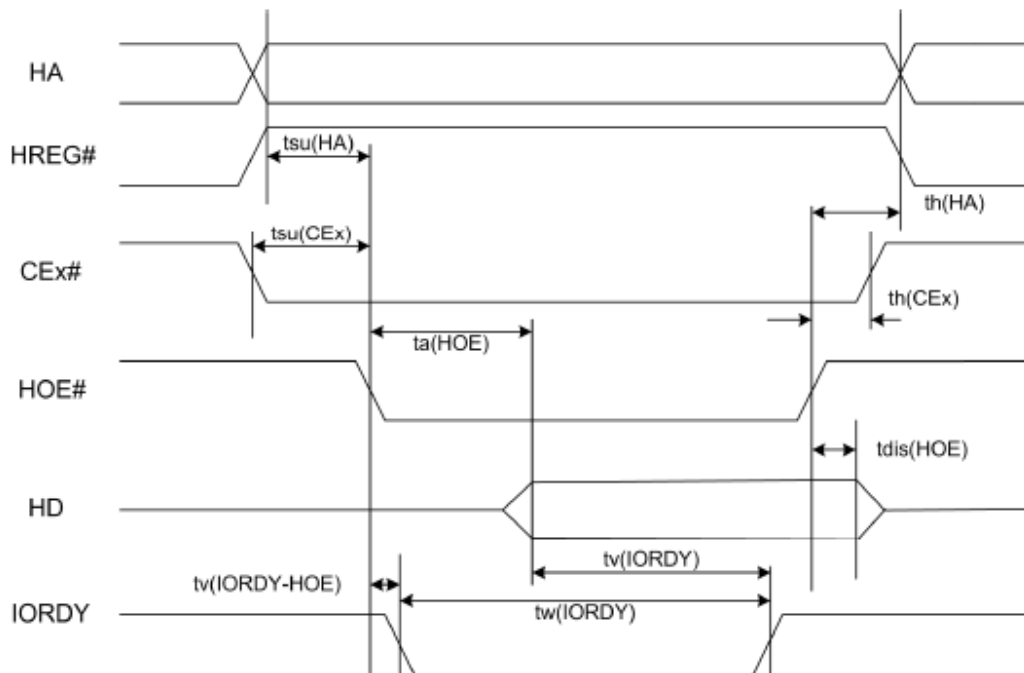 HA
HREG#
tsu(HA)
th(HA)
tsu(CEx)
CEx#
th(CEx)
ta(HOE)
HOE#
tdis(HOE)
HD
tv(IORDY)
tv(IORDY-HOE)
tw(IORDY)
IORDY